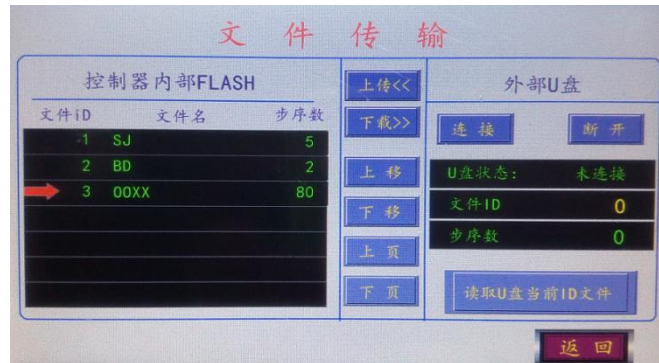 文件传输
控制器内部FLASH
文件iD 文件名 步序数
1 SJ 5
2 BD 2
3 00XX 80
上传<<
下载>>
上移
下移
上页
下页
外部U盘
连接 断开
U盘状态: 未连接
文件ID 0
步序数 0
读取U盘当前ID文件
返回